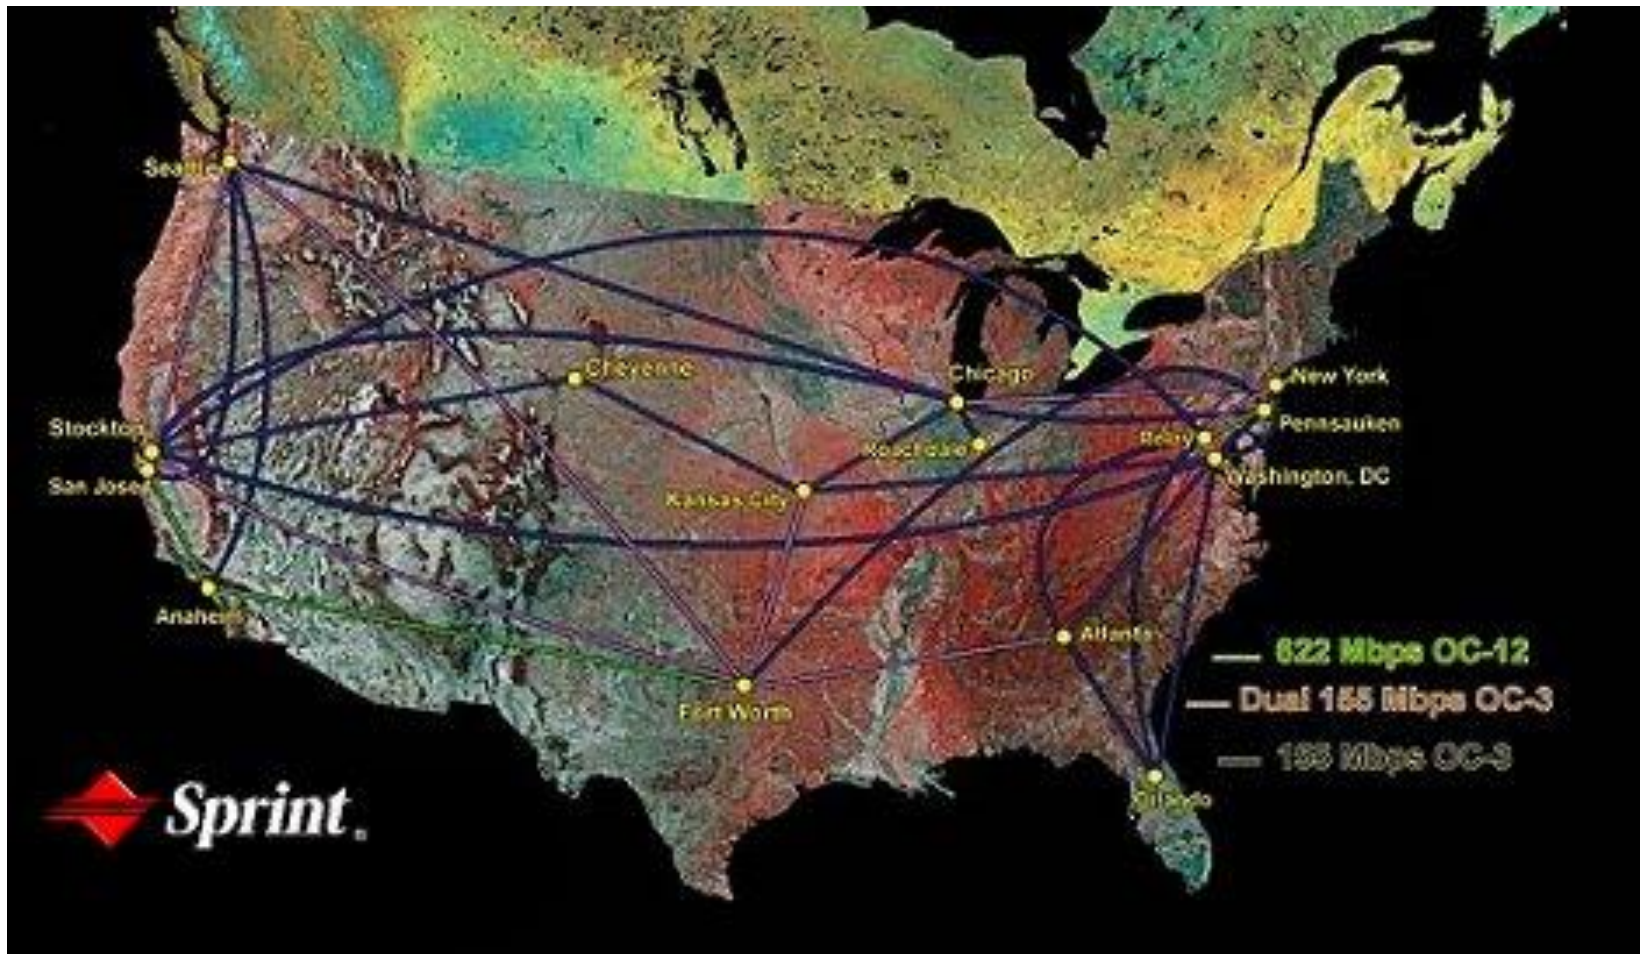 Seattle
Cheyenne
Chicago
New York
Stockton
Pennsauken
Relay
Roachdale
San Jose
Washington, DC
Kansas City
Anaheim
Atlanta
622 Mbps OC-12
Fort Worth
Dual 155 Mbps OC-3
155 Mbps OC-3
Orlando
Sprint